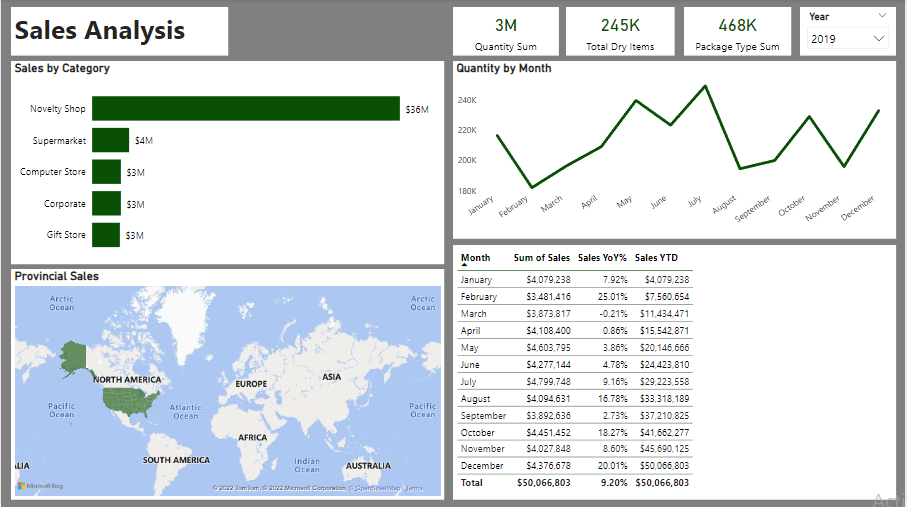 Sales Analysis
3M
Quantity Sum
245K
Total Dry Items
468K
Package Type Sum
Year
2019
Sales by Category
Novelty Shop $36M
Supermarket $4M
Computer Store $3M
Corporate $3M
Gift Store $3M
Quantity by Month
240K
220K
200K
180K
January February March April May June July August September October November December
Provincial Sales
Arctic
Ocean
Arctic
Ocean
NORTH AMERICA
EUROPE
ASIA
Pacific
Ocean
Atlantic
Ocean
Pacific
Ocean
AFRICA
SOUTH AMERICA
Indian
Ocean
LIA
AUSTRALIA
Microsoft Bing
© 2022 TomTom, © 2022 Microsoft Corporation, © OpenStreetMap Terms
Month Sum of Sales Sales YoY% Sales YTD
January $4,079,238 7.92% $4,079,238
February $3,481,416 25.01% $7,560,654
March $3,873,817 -0.21% $11,434,471
April $4,108,400 0.86% $15,542,871
May $4,603,795 3.86% $20,146,666
June $4,277,144 4.78% $24,423,810
July $4,799,748 9.16% $29,223,558
August $4,094,631 16.78% $33,318,189
September $3,892,636 2.73% $37,210,825
October $4,451,452 18.27% $41,662,277
November $4,027,848 8.60% $45,690,125
December $4,376,678 20.01% $50,066,803
Total $50,066,803 9.20% $50,066,803
Acti